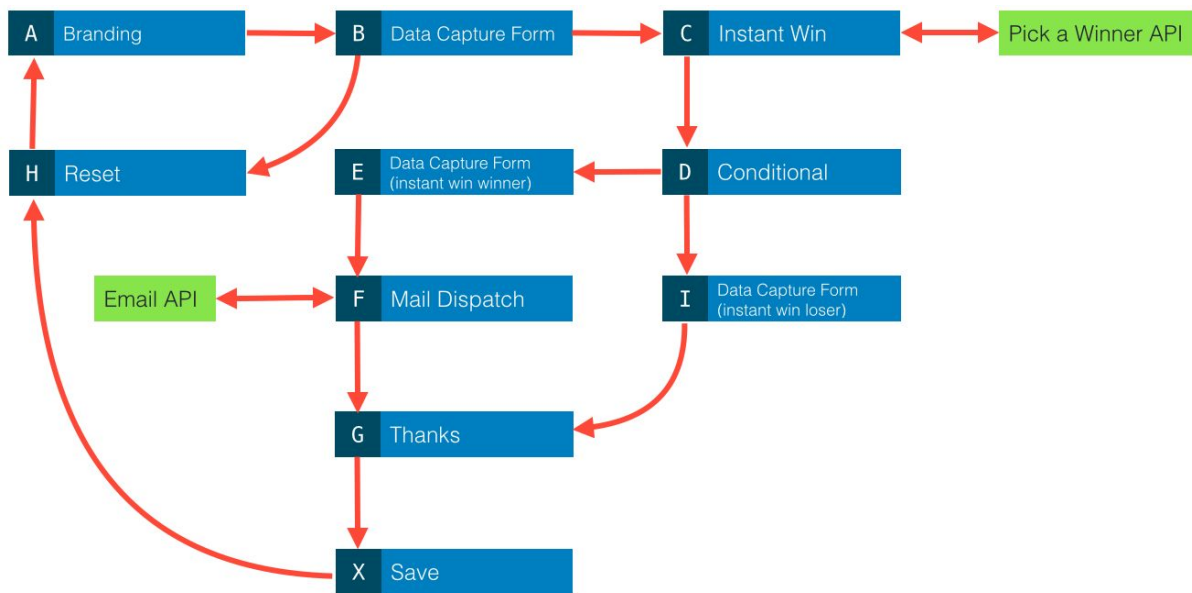 A Branding
B Data Capture Form
C Instant Win
Pick a Winner API
H Reset
E Data Capture Form
(instant win winner)
D Conditional
Email API
F Mail Dispatch
I Data Capture Form
(instant win loser)
G Thanks
X Save